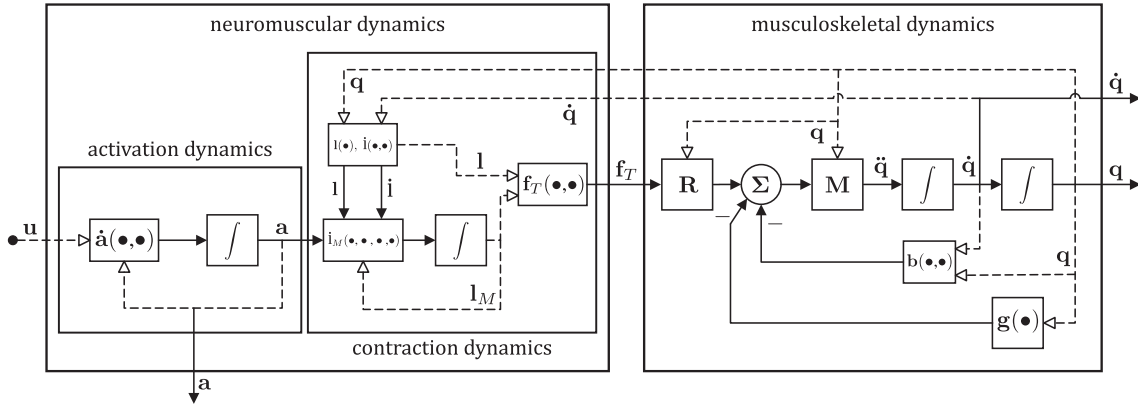 neuromuscular dynamics
musculoskeletal dynamics
q
q̇
q̇
activation dynamics
l(•), l̇(•,•)
l
q
l
l̇
f_T(•,•)
f_T
R
Σ
M
q̈
∫
q̇
∫
q
u
ȧ(•,•)
∫
a
l̇_M(•, •, •, •)
∫
−
−
b(•,•)
q
l_M
g(•)
contraction dynamics
a